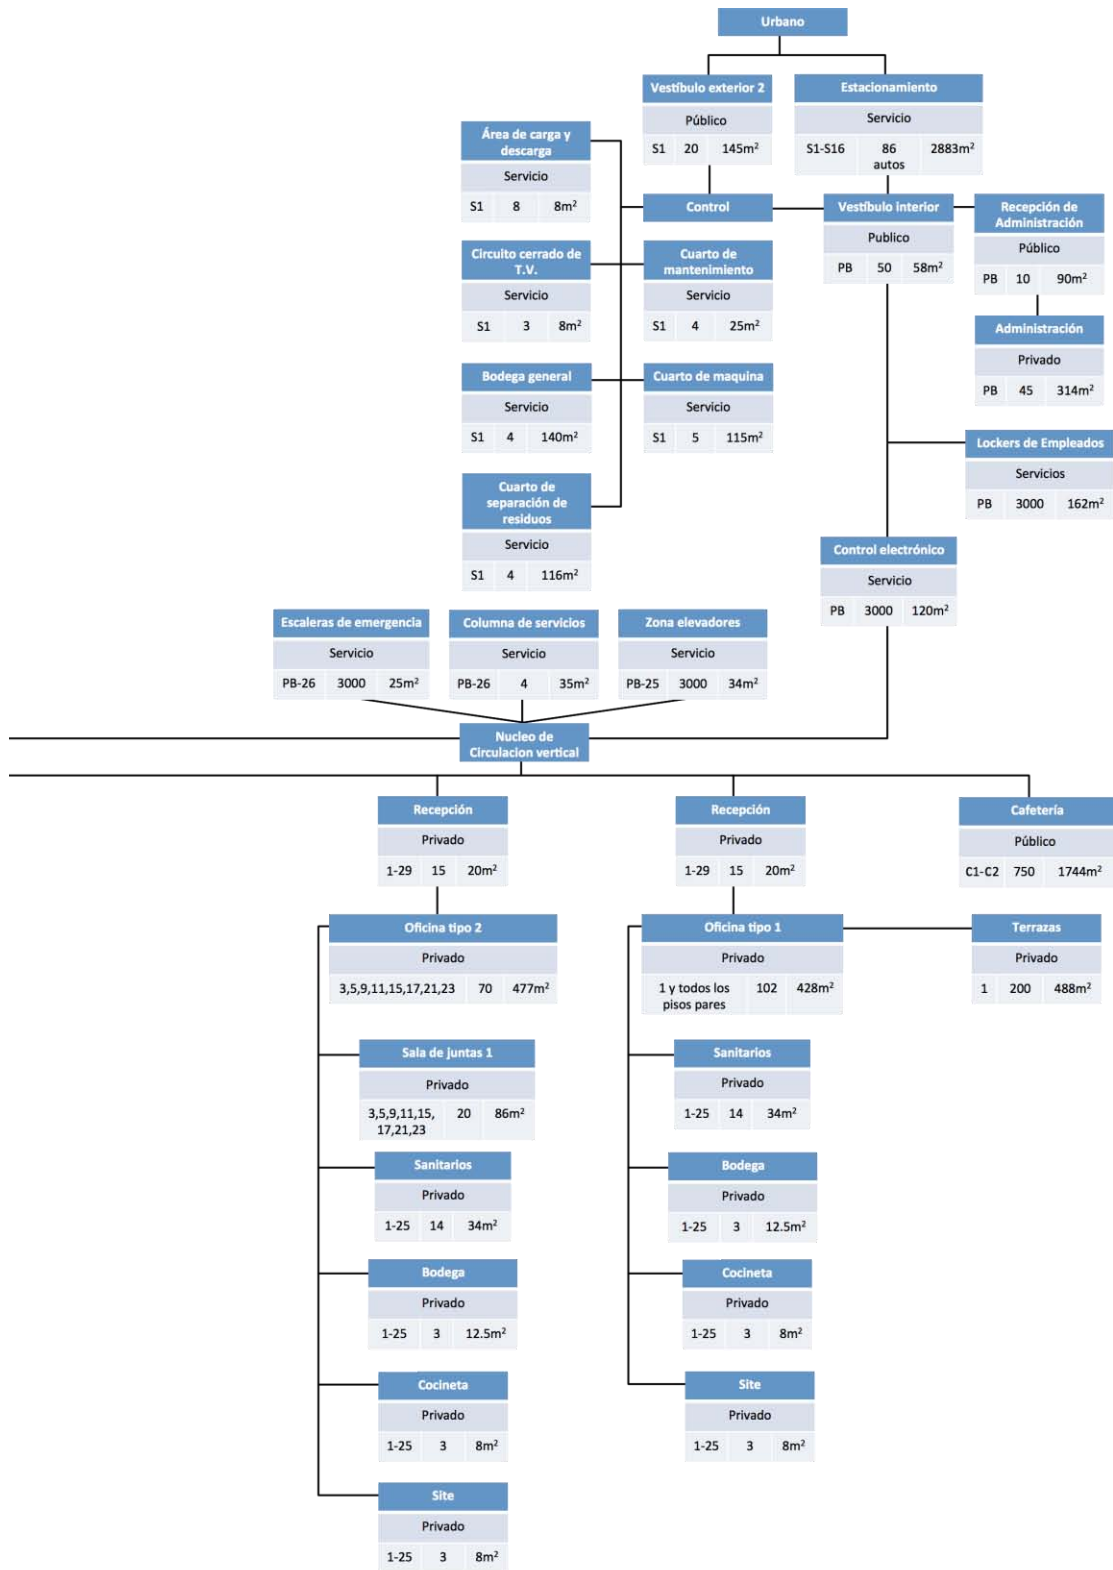 Urbano
Vestíbulo exterior 2
Público
S1 20 145m²
Estacionamiento
Servicio
S1-S16 86 2883m²
autos
Área de carga y
descarga
Servicio
S1 8 8m²
Control
Vestíbulo interior
Publico
PB 50 58m²
Recepción de
Administración
Público
PB 10 90m²
Circuito cerrado de
T.V.
Servicio
S1 3 8m²
Cuarto de
mantenimiento
Servicio
S1 4 25m²
Administración
Privado
PB 45 314m²
Bodega general
Servicio
S1 4 140m²
Cuarto de maquina
Servicio
S1 5 115m²
Lockers de Empleados
Servicios
PB 3000 162m²
Cuarto de
separación de
residuos
Servicio
S1 4 116m²
Control electrónico
Servicio
PB 3000 120m²
Escaleras de emergencia
Servicio
PB-26 3000 25m²
Columna de servicios
Servicio
PB-26 4 35m²
Zona elevadores
Servicio
PB-25 3000 34m²
Nucleo de
Circulacion vertical
Recepción
Privado
1-29 15 20m²
Recepción
Privado
1-29 15 20m²
Cafetería
Público
C1-C2 750 1744m²
Oficina tipo 2
Privado
3,5,9,11,15,17,21,23 70 477m²
Oficina tipo 1
Privado
1 y todos los 102 428m²
pisos pares
Terrazas
Privado
1 200 488m²
Sala de juntas 1
Privado
3,5,9,11,15, 20 86m²
17,21,23
Sanitarios
Privado
1-25 14 34m²
Sanitarios
Privado
1-25 14 34m²
Bodega
Privado
1-25 3 12.5m²
Bodega
Privado
1-25 3 12.5m²
Cocineta
Privado
1-25 3 8m²
Cocineta
Privado
1-25 3 8m²
Site
Privado
1-25 3 8m²
Site
Privado
1-25 3 8m²